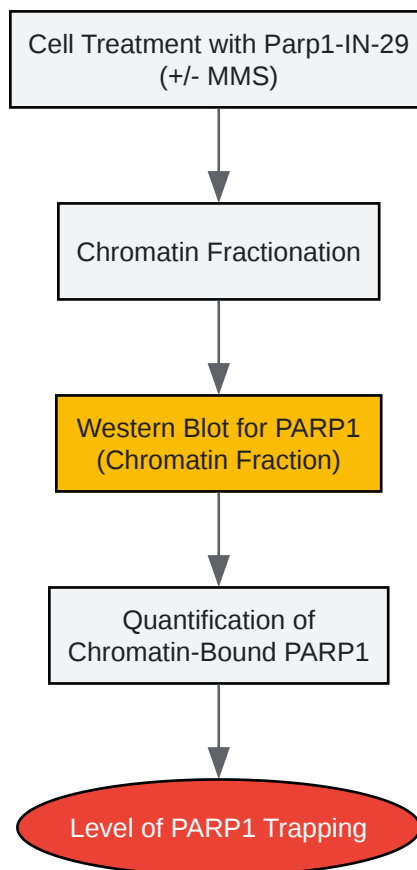 Cell Treatment with Parp1-IN-29
(+/- MMS)
Chromatin Fractionation
Western Blot for PARP1
(Chromatin Fraction)
Quantification of
Chromatin-Bound PARP1
Level of PARP1 Trapping